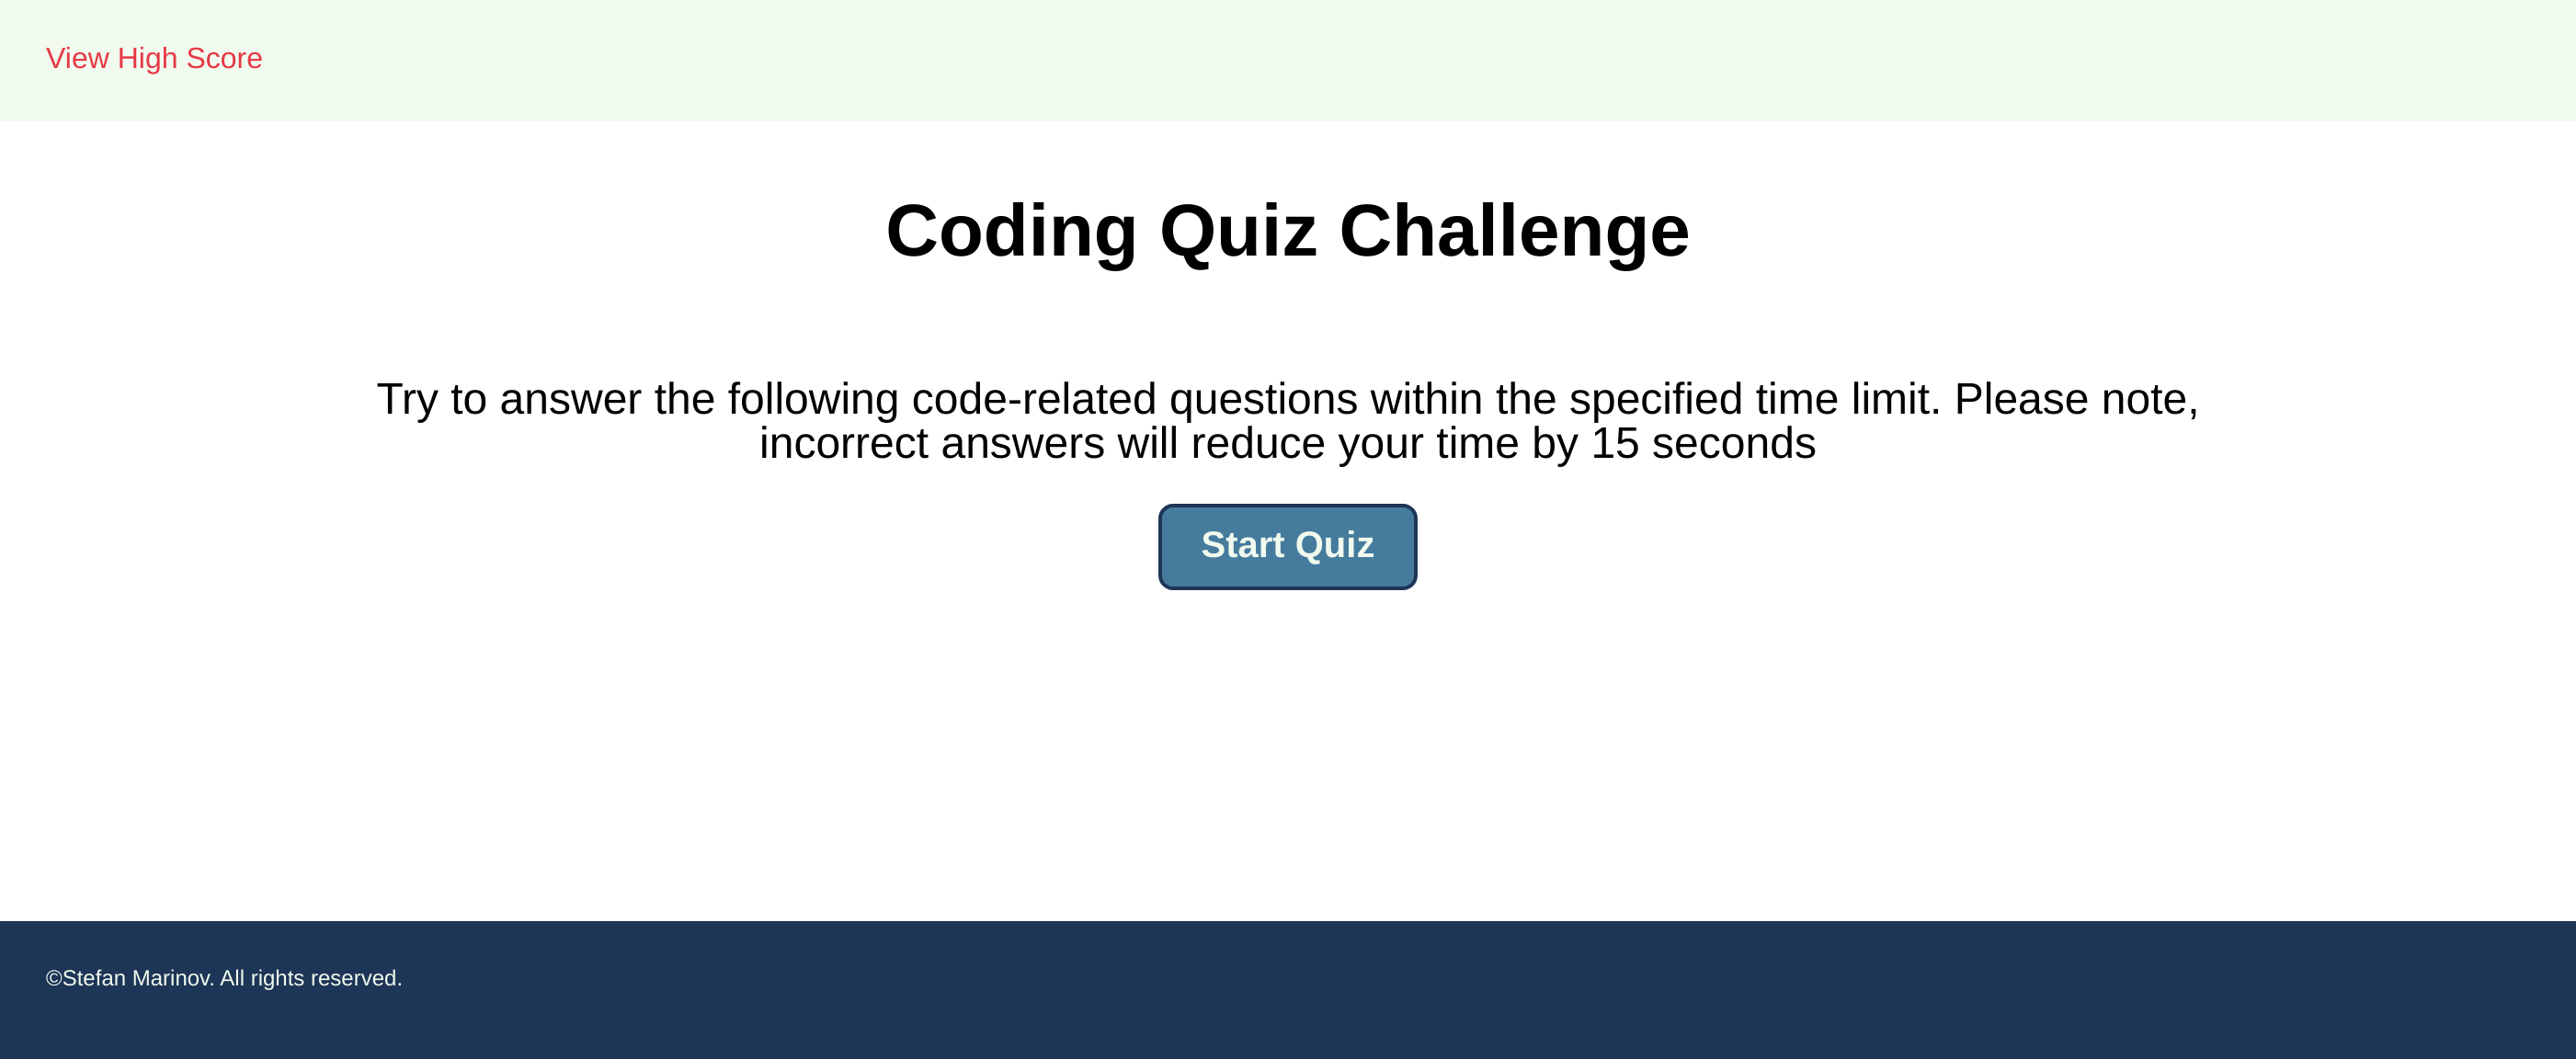 View High Score
Coding Quiz Challenge
Try to answer the following code-related questions within the specified time limit. Please note,
incorrect answers will reduce your time by 15 seconds
Start Quiz
©Stefan Marinov. All rights reserved.